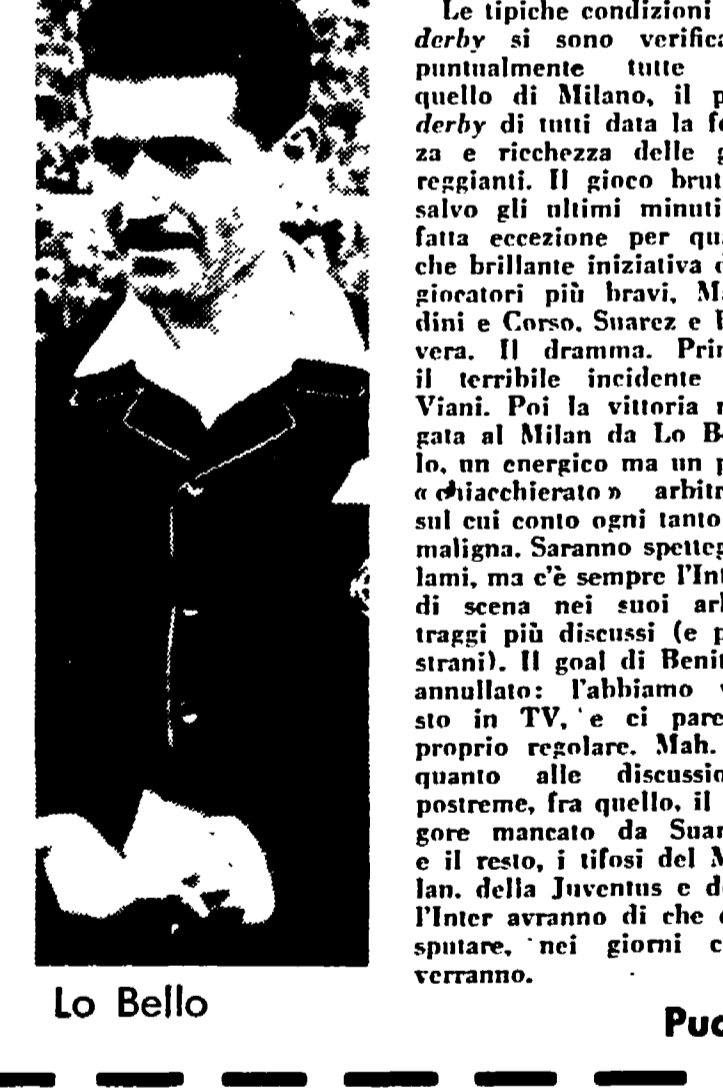 Le tipiche condizioni
derby si sono verifica
puntualmente tutte
quello di Milano, il p
derby di tutti data la fo
za e ricchezza delle g
reggianti. Il gioco brut
salvo gli ultimi minuti
fatta eccezione per qua
che brillante iniziativa d
giocatori più bravi, Ma
dini e Corso. Suarez e R
vera. Il dramma. Prim
il terribile incidente
Viani. Poi la vittoria n
gata al Milan da Lo Be
lo, un energico ma un p
« chiacchierato » arbitr
sul cui conto ogni tanto
maligna. Saranno spetteg
lami, ma c'è sempre l'Int
di scena nei suoi arb
traggi più discussi (e p
strani). Il goal di Benit
annullato: l'abbiamo v
sto in TV, e ci pare
proprio regolare. Mah.
quanto alle discussio
postreme, fra quello, il
gore mancato da Suar
e il resto, i tifosi del M
lan. della Juventus e de
l'Inter avranno di che d
sputare, nei giorni c
verranno.
Lo Bello
Puc